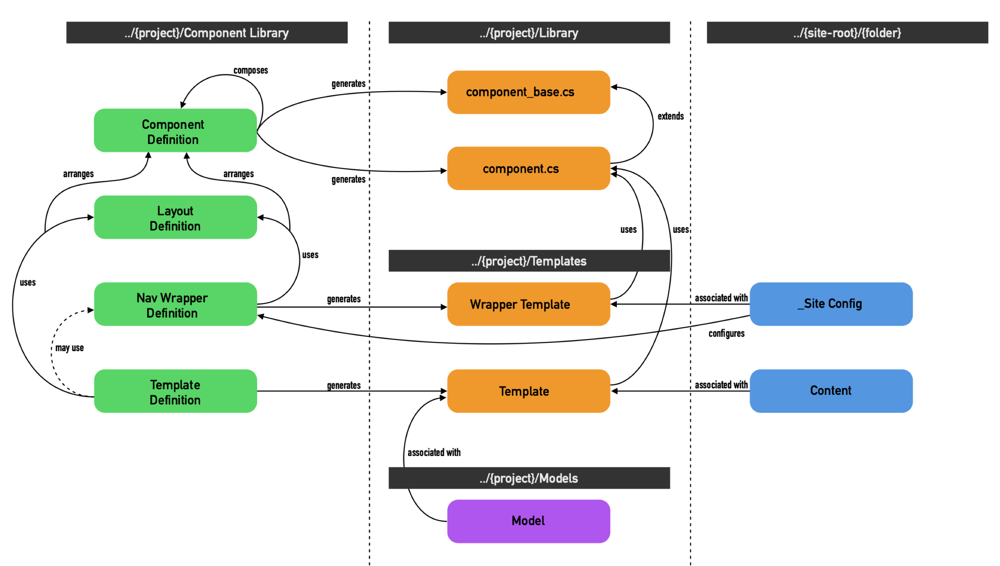 ../{project}/Component Library
../{project}/Library
../{site-root}/{folder}
composes
generates
component_base.cs
extends
Component
Definition
component.cs
generates
arranges
arranges
Layout
Definition
uses
uses
uses
../{project}/Templates
uses
Nav Wrapper
Definition
generates
Wrapper Template
associated with
_Site Config
configures
may use
Template
Definition
generates
Template
associated with
Content
associated with
../{project}/Models
Model